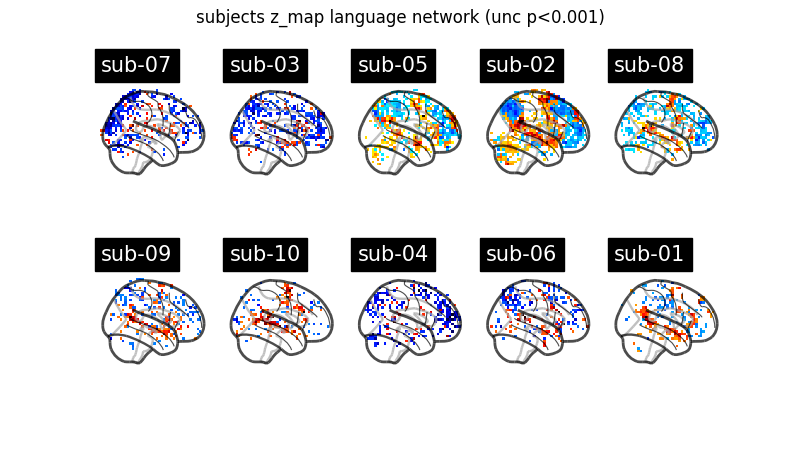 subjects z_map language network (unc p<0.001)
sub-07 sub-03 sub-05 sub-02 sub-08
sub-09 sub-10 sub-04 sub-06 sub-01